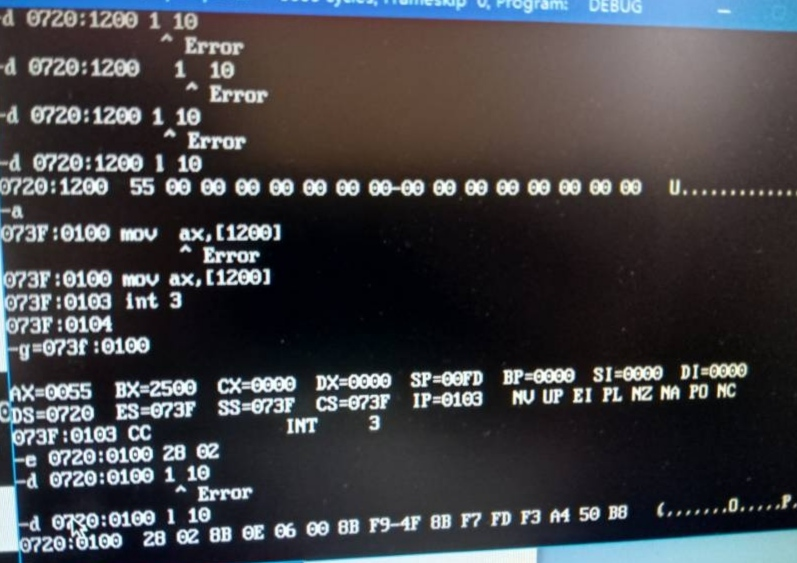 cycles, Frameskip 0, Program: DEBUG
-d 0720:1200 1 10
^ Error
-d 0720:1200 1 10
^ Error
-d 0720:1200 1 10
^ Error
-d 0720:1200 l 10
0720:1200 55 00 00 00 00 00 00 00-00 00 00 00 00 00 00 00 U..............
-a
073F:0100 mov ax,[1200]
^ Error
073F:0100 mov ax,[1200]
073F:0103 int 3
073F:0104
-g=073f:0100
AX=0055 BX=2500 CX=0000 DX=0000 SP=00FD BP=0000 SI=0000 DI=0000
DS=0720 ES=073F SS=073F CS=073F IP=0103 NV UP EI PL NZ NA PO NC
073F:0103 CC INT 3
-e 0720:0100 28 02
-d 0720:0100 1 10
^ Error
-d 0720:0100 l 10
0720:0100 28 02 8B 0E 06 00 8B F9-4F 8B F7 FD F3 A4 50 B8 (.......O.....P.